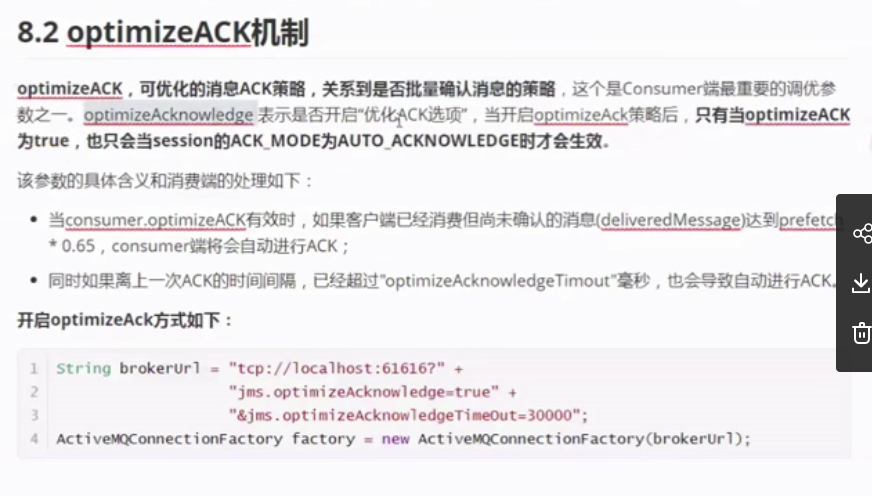 8.2 optimizeACK机制
optimizeACK，可优化的消息ACK策略，关系到是否批量确认消息的策略，这个是Consumer端最重要的调优参
数之一。optimizeAcknowledge 表示是否开启“优化ACK选项”，当开启optimizeAck策略后，只有当optimizeACK
为true，也只会当session的ACK_MODE为AUTO_ACKNOWLEDGE时才会生效。
该参数的具体含义和消费端的处理如下：
• 当consumer.optimizeACK有效时，如果客户端已经消费但尚未确认的消息(deliveredMessage)达到prefetch
* 0.65，consumer端将会自动进行ACK；
• 同时如果离上一次ACK的时间间隔，已经超过"optimizeAcknowledgeTimout"毫秒，也会导致自动进行ACK。
开启optimizeAck方式如下：
1 String brokerUrl = "tcp://localhost:61616?" +
2 "jms.optimizeAcknowledge=true" +
3 "&jms.optimizeAcknowledgeTimeOut=30000";
4 ActiveMQConnectionFactory factory = new ActiveMQConnectionFactory(brokerUrl);